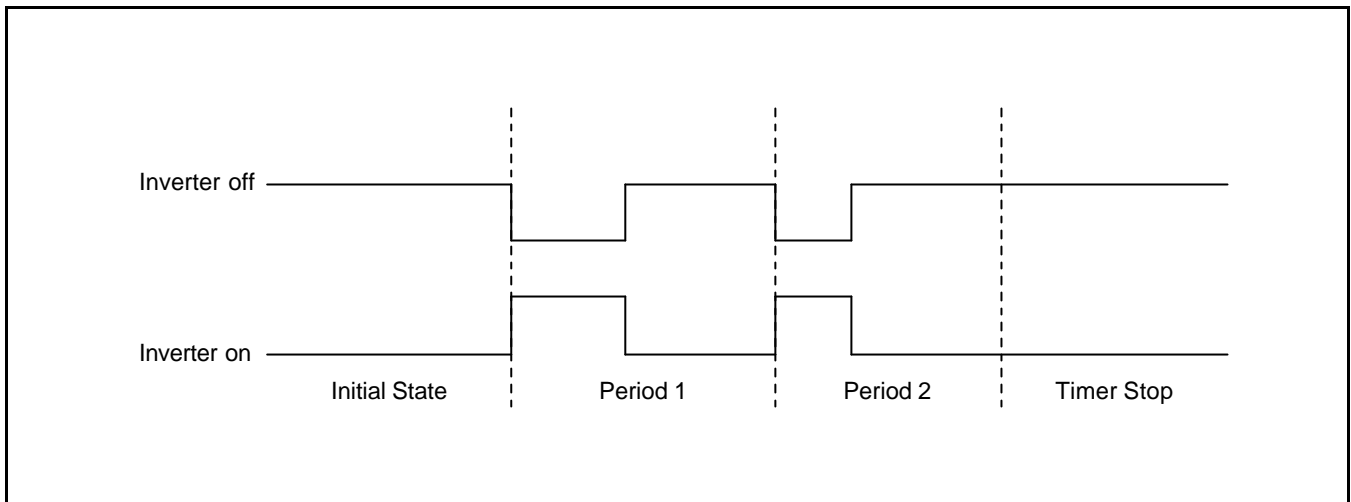 Inverter off
Inverter on
Initial State
Period 1
Period 2
Timer Stop